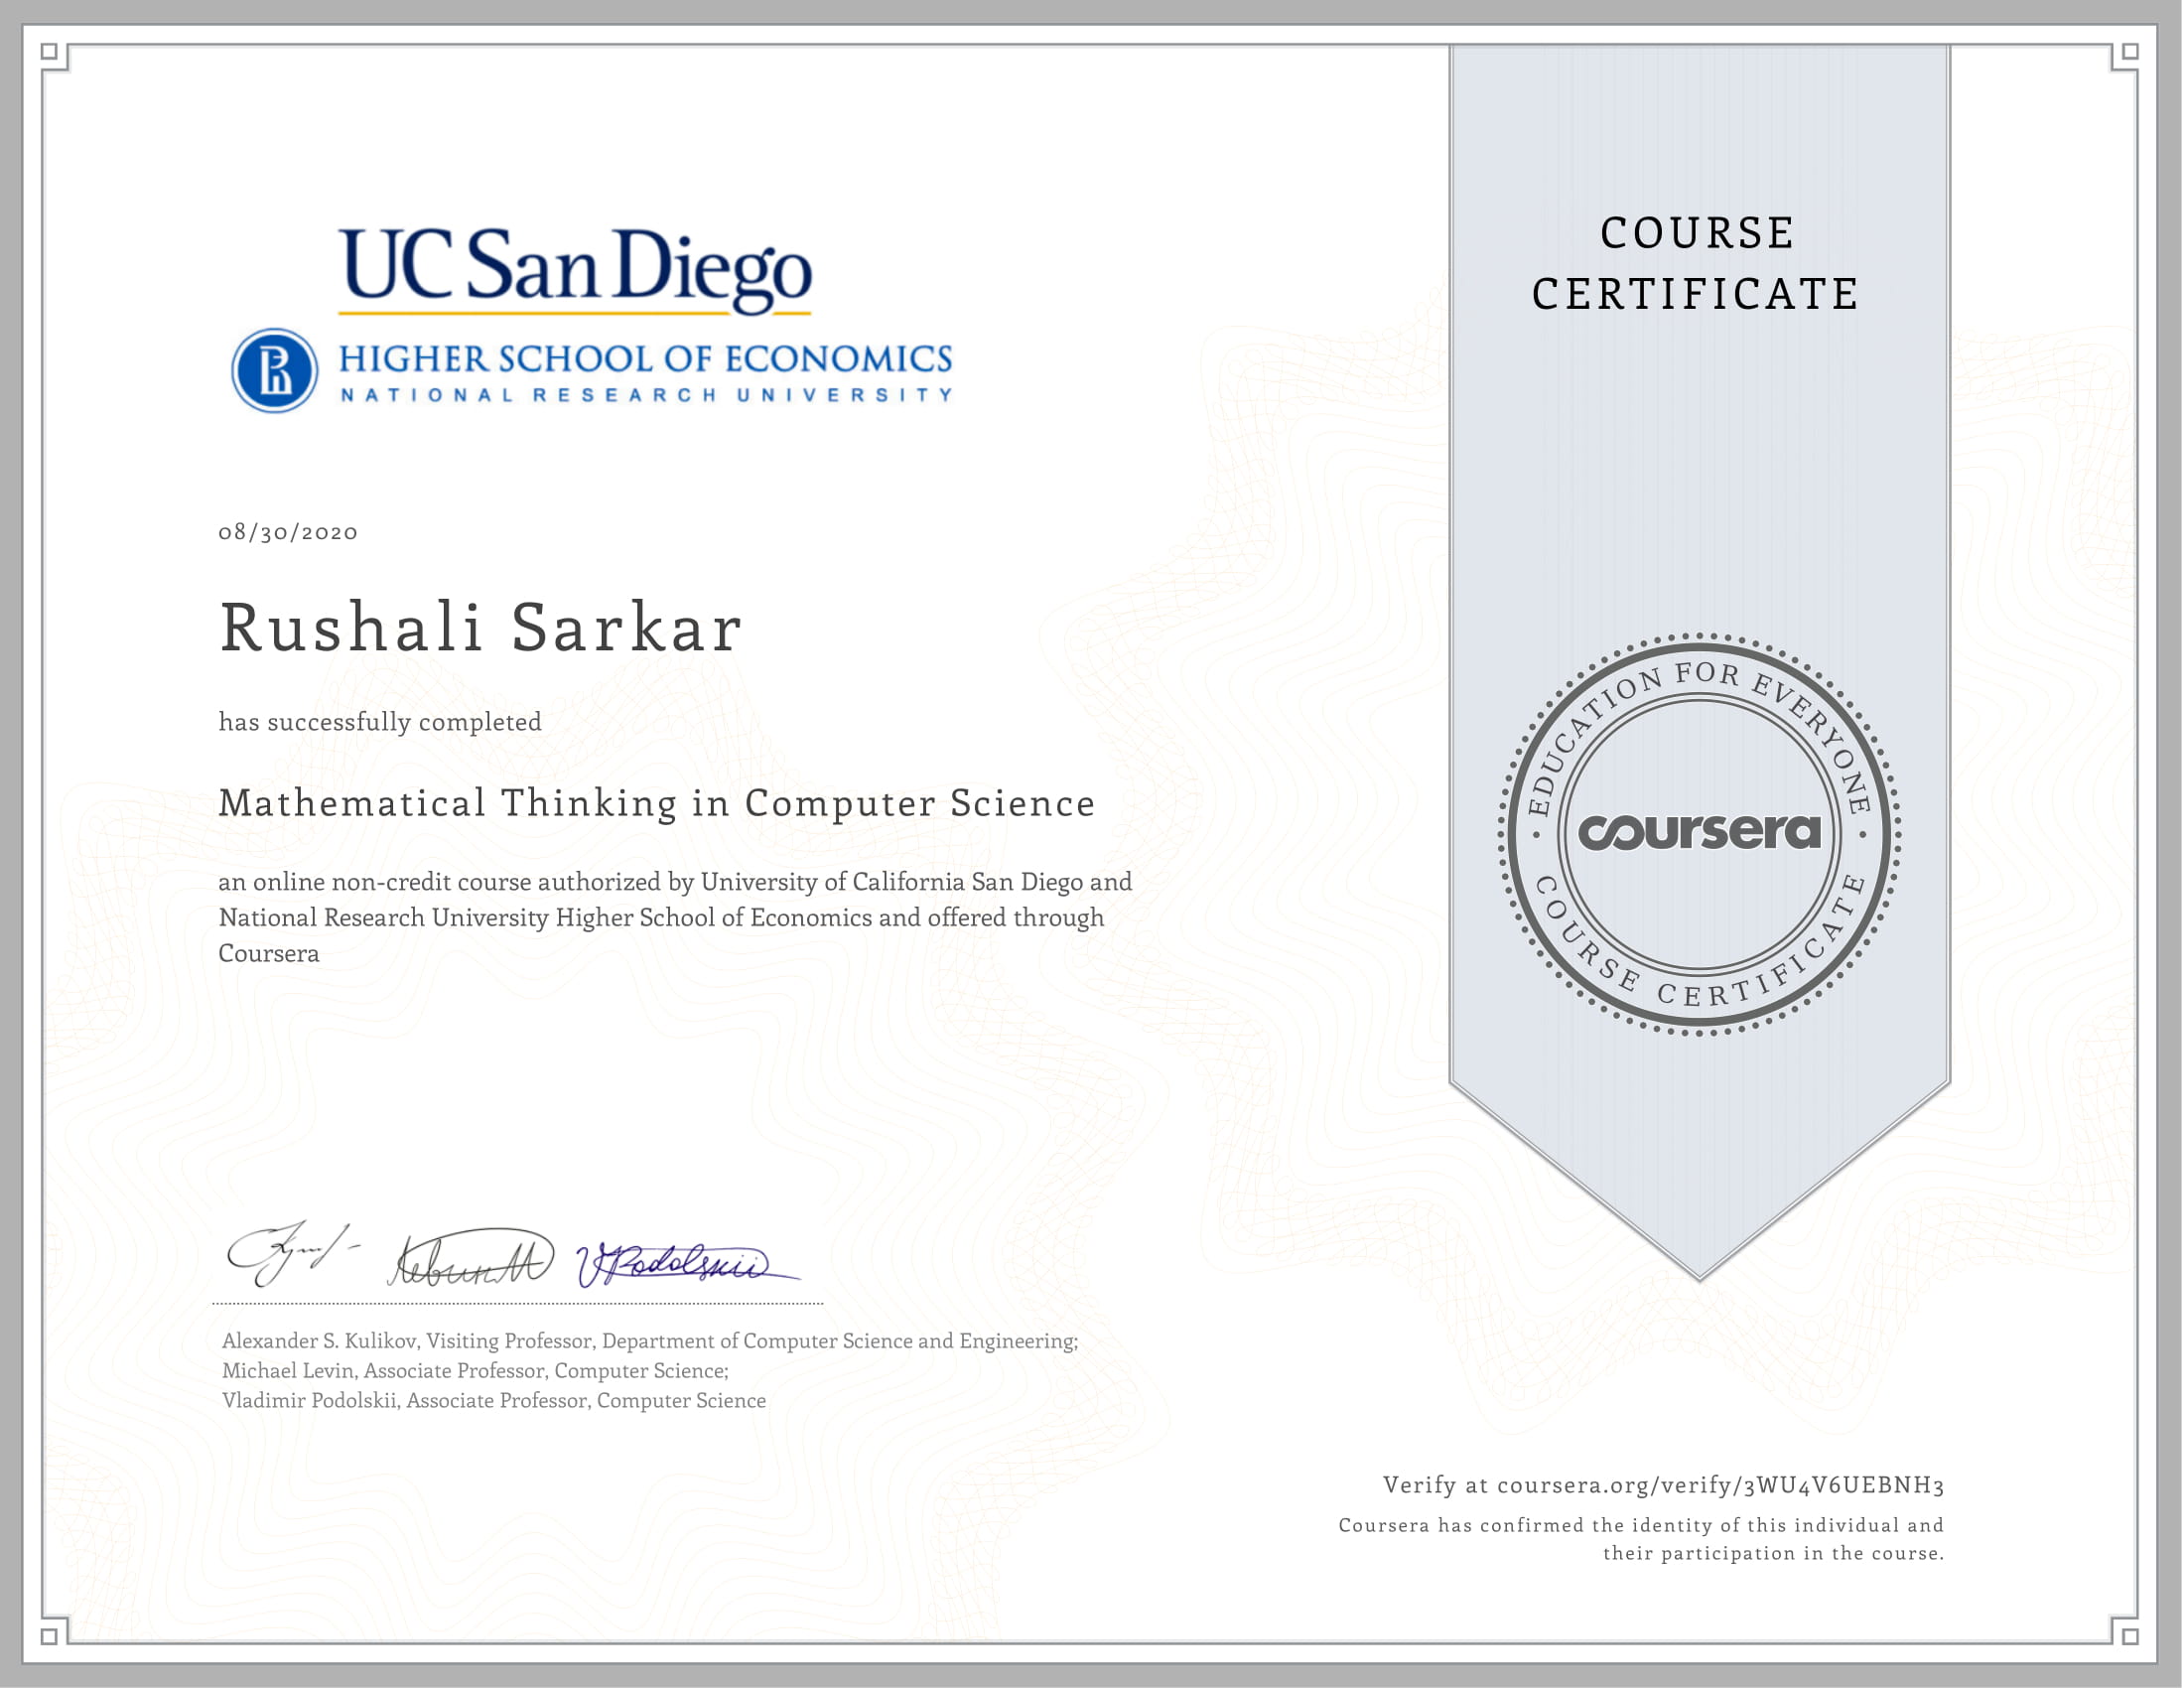 UC San Diego
HIGHER SCHOOL OF ECONOMICS
NATIONAL RESEARCH UNIVERSITY
COURSE
CERTIFICATE
08/30/2020
Rushali Sarkar
has successfully completed
Mathematical Thinking in Computer Science
an online non-credit course authorized by University of California San Diego and
National Research University Higher School of Economics and offered through
Coursera
EDUCATION FOR EVERYONE
coursera
COURSE CERTIFICATE
VPodolskii
Alexander S. Kulikov, Visiting Professor, Department of Computer Science and Engineering;
Michael Levin, Associate Professor, Computer Science;
Vladimir Podolskii, Associate Professor, Computer Science
Verify at coursera.org/verify/3WU4V6UEBNH3
Coursera has confirmed the identity of this individual and
their participation in the course.